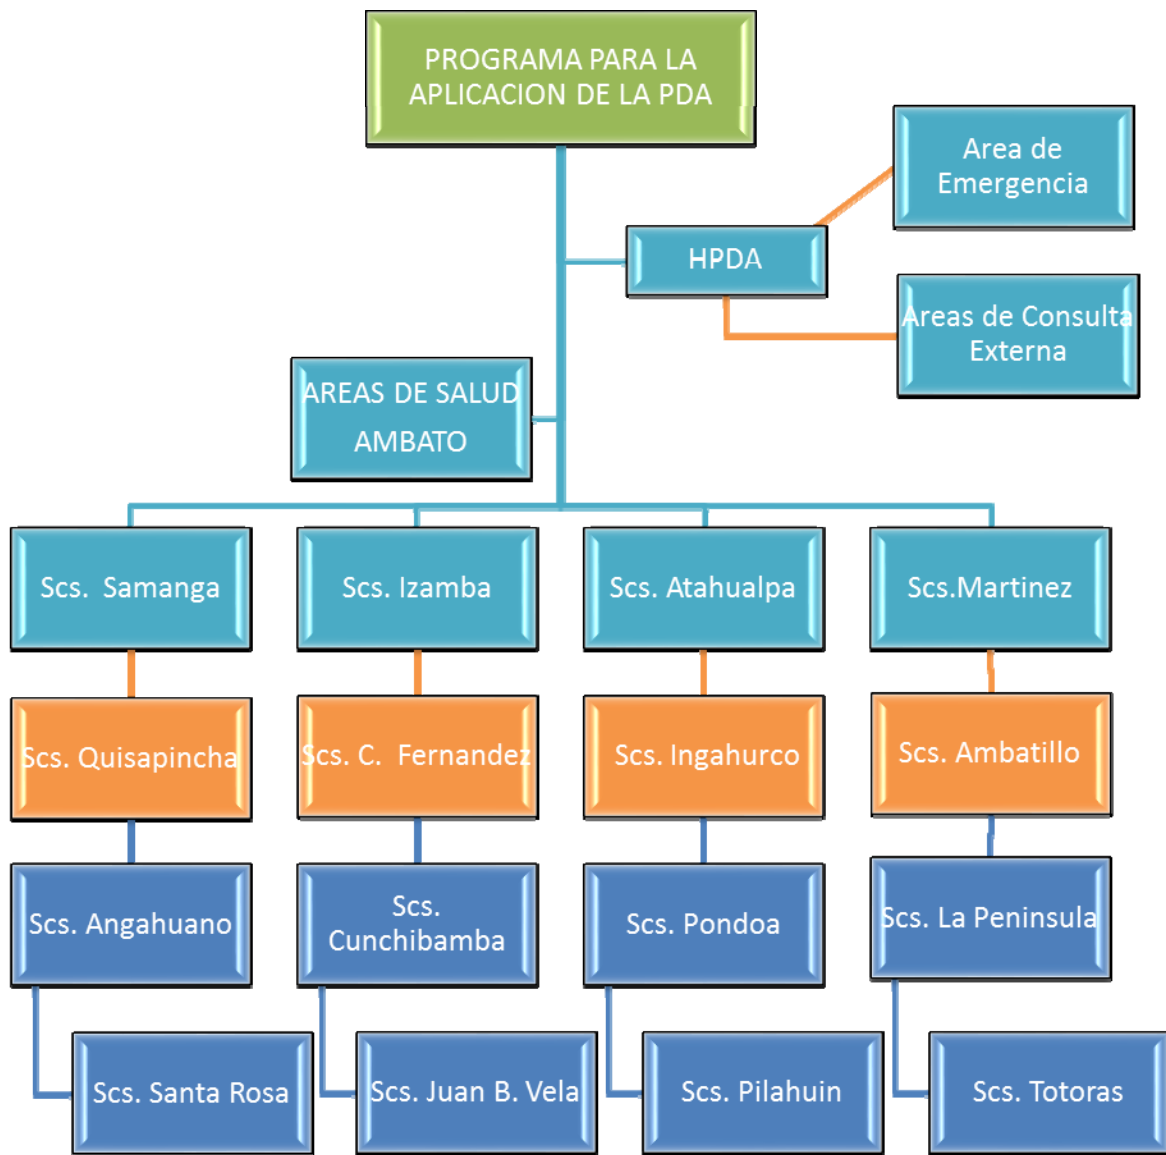 PROGRAMA PARA LA
APLICACION DE LA PDA
Area de
Emergencia
HPDA
Areas de Consulta
Externa
AREAS DE SALUD
AMBATO
Scs.  Samanga
Scs. Izamba
Scs. Atahualpa
Scs.Martinez
Scs. Quisapincha
Scs. C.  Fernandez
Scs. Ingahurco
Scs. Ambatillo
Scs. Angahuano
Scs.
Cunchibamba
Scs. Pondoa
Scs. La Peninsula
Scs. Santa Rosa
Scs. Juan B. Vela
Scs. Pilahuin
Scs. Totoras